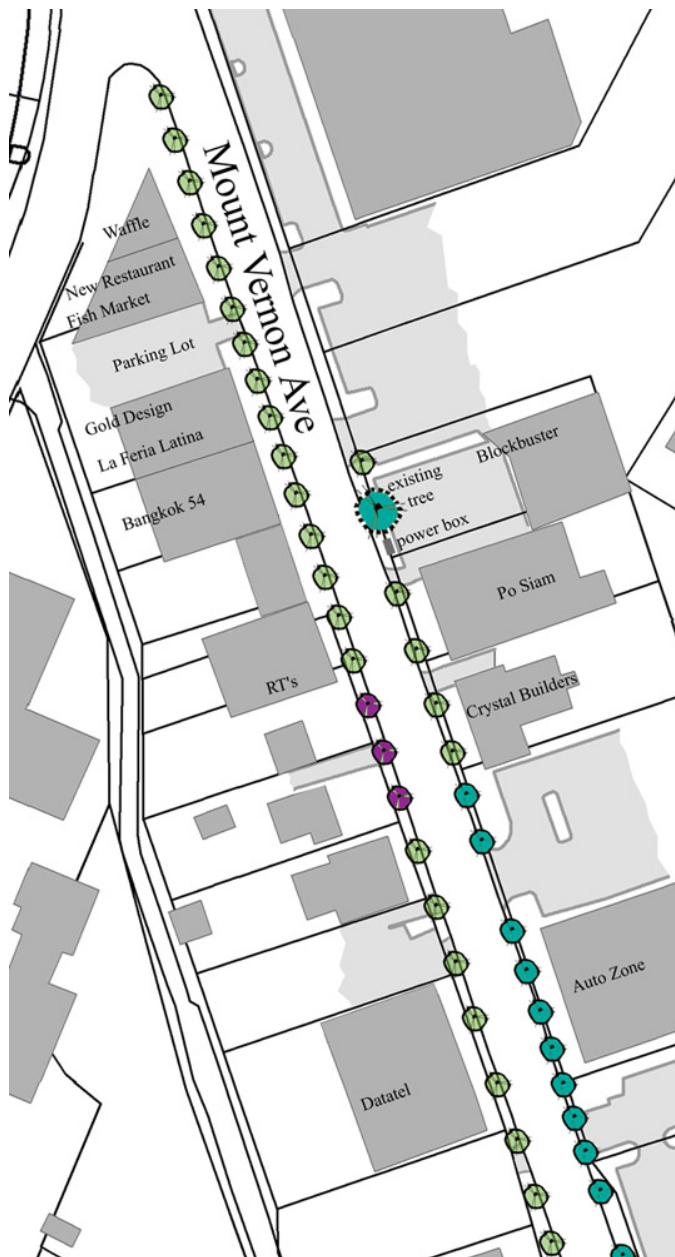 Mount Vernon Ave
Waffle
New Restaurant
Fish Market
Parking Lot
Gold Design
La Feria Latina
Bangkok 54
existing
tree
power box
Blockbuster
Po Siam
RT's
Crystal Builders
Auto Zone
Datatel